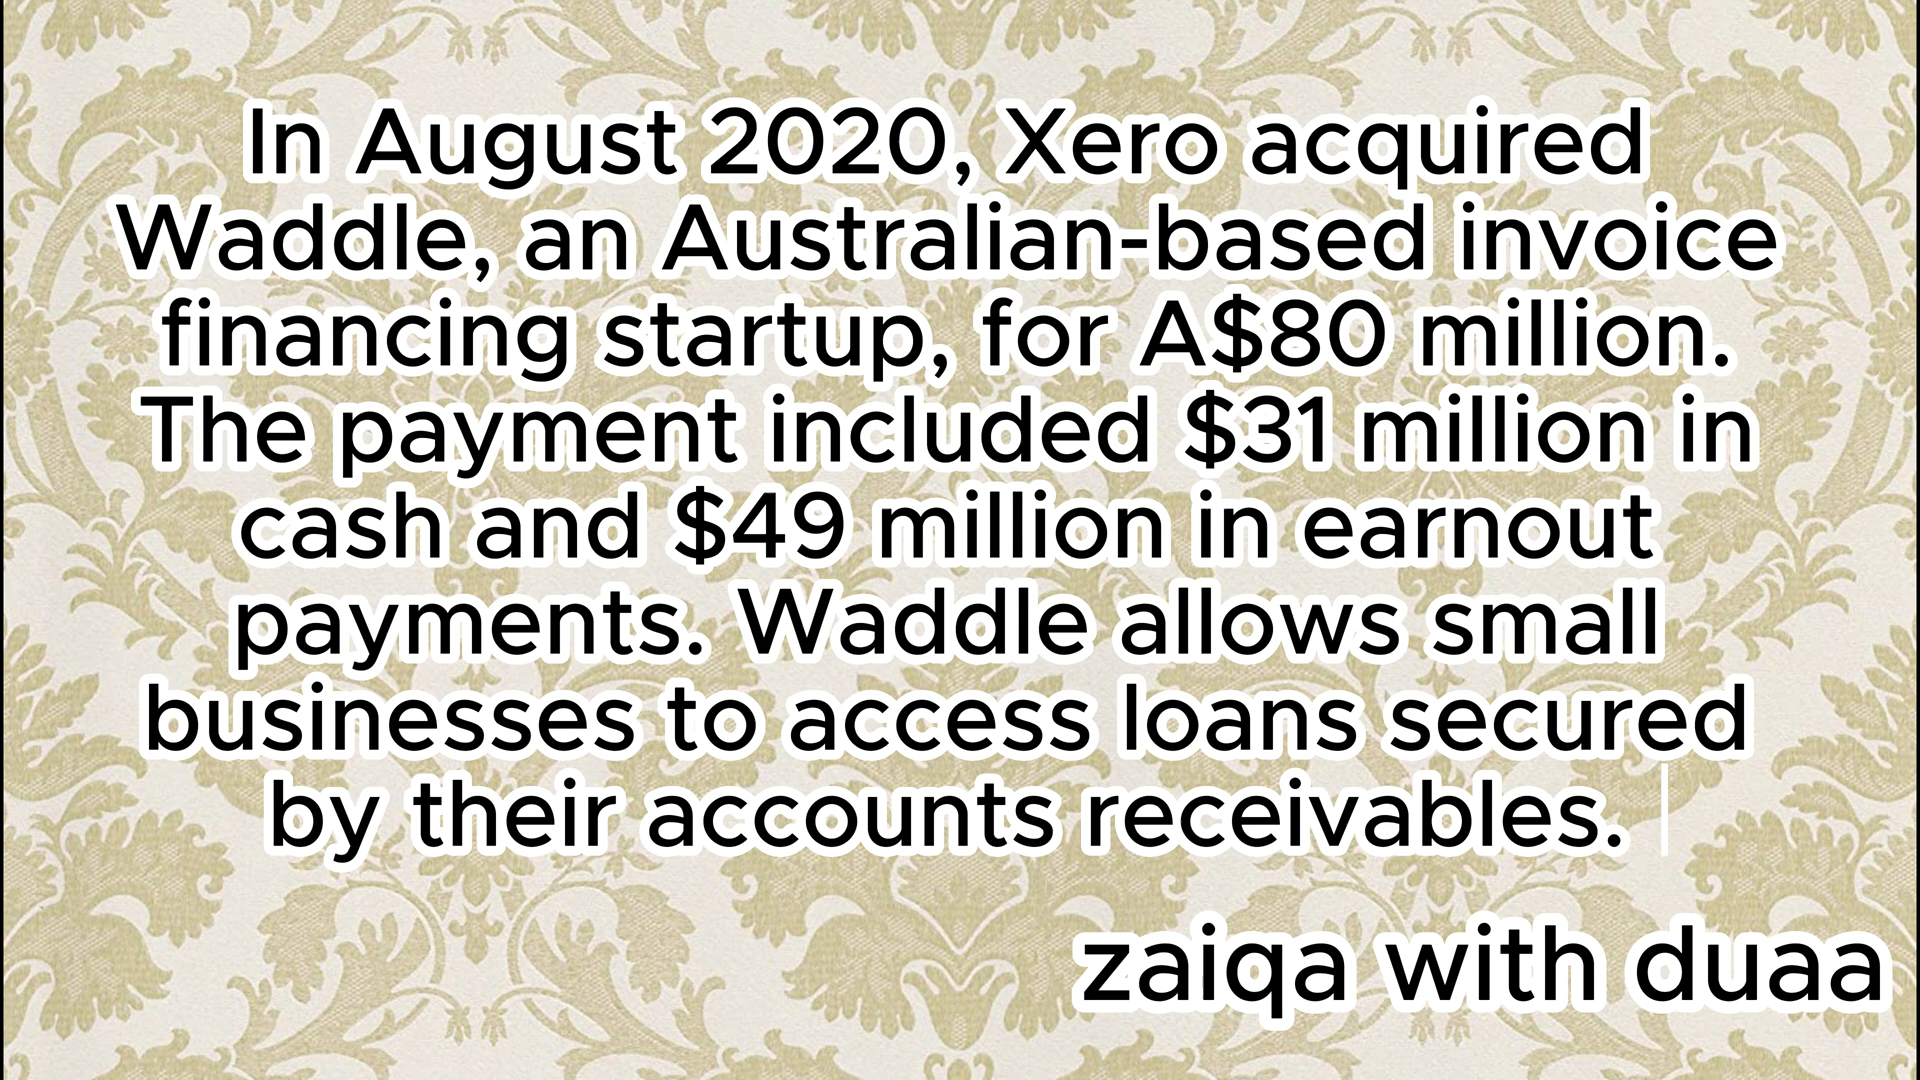 In August 2020, Xero acquired
Waddle, an Australian-based invoice
financing startup, for A$80 million.
The payment included $31 million in
cash and $49 million in earnout
payments. Waddle allows small
businesses to access loans secured
by their accounts receivables.
zaiqa with duaa